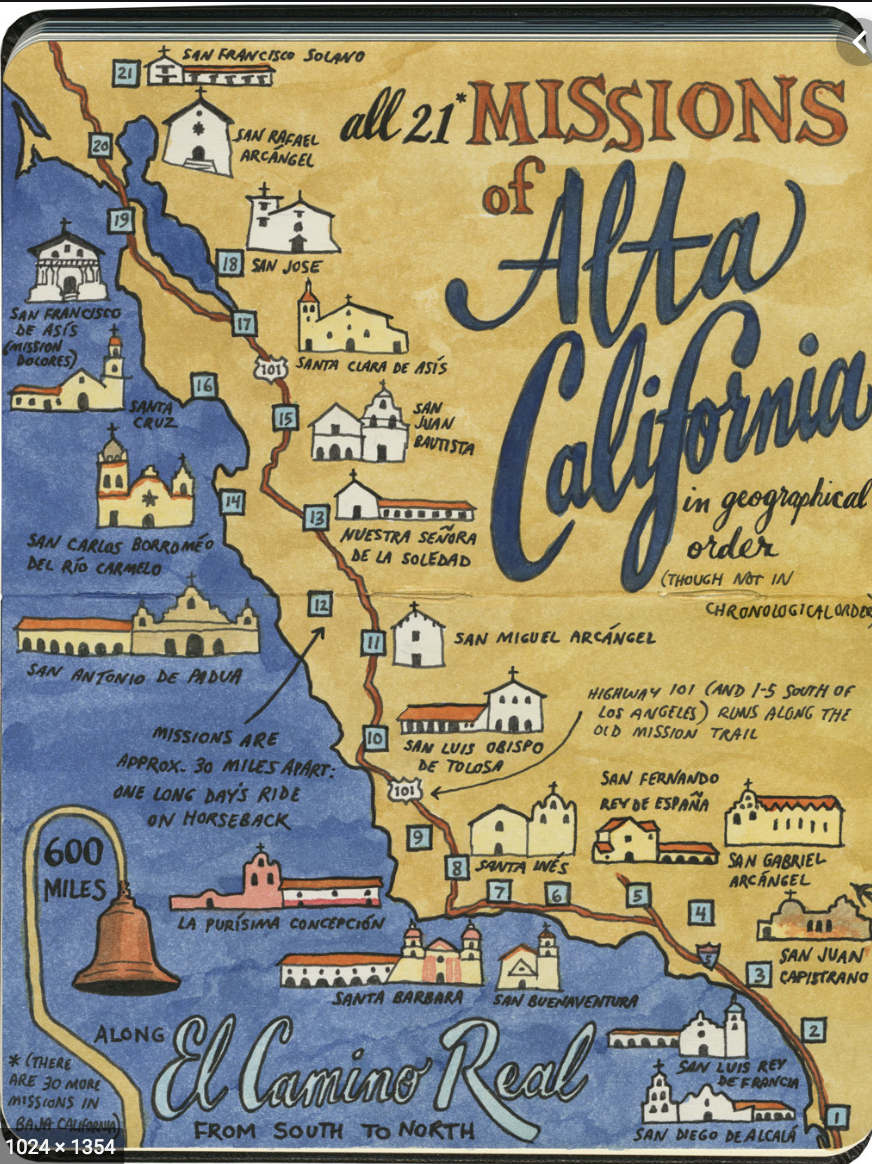 all 21* MISSIONS
of
Alta
California
in geographical
order
(THOUGH NOT IN
CHRONOLOGICAL ORDER
21
SAN FRANCISCO SOLANO
20
SAN RAFAEL
ARCÁNGEL
19
18
SAN JOSE
SAN FRANCISCO
DE ASÍS
(MISSION
DOLORES)
17
SANTA CLARA DE ASÍS
101
16
SANTA
CRUZ
15
SAN
JUAN
BAUTISTA
14
SAN CARLOS BORROMÉO
DEL RÍO CARMELO
13
NUESTRA SEÑORA
DE LA SOLEDAD
12
SAN ANTONIO DE PADUA
11
SAN MIGUEL ARCÁNGEL
MISSIONS ARE
APPROX. 30 MILES APART:
ONE LONG DAY'S RIDE
ON HORSEBACK
HIGHWAY 101 (AND I-5 SOUTH OF
LOS ANGELES) RUNS ALONG THE
OLD MISSION TRAIL
10
SAN LUIS OBISPO
DE TOLOSA
101
9
8
SANTA INÉS
SAN FERNANDO
REY DE ESPAÑA
SAN GABRIEL
ARCÁNGEL
7
6
5
4
LA PURÍSIMA CONCEPCIÓN
SANTA BARBARA
SAN BUENAVENTURA
5
3
SAN JUAN
CAPISTRANO
2
SAN LUIS REY
DE FRANCIA
1
SAN DIEGO DE ALCALÁ
600
MILES
ALONG
El Camino Real
FROM SOUTH TO NORTH
* (THERE
ARE 30 MORE
MISSIONS IN
BAJA CALIFORNIA)
1024 × 1354